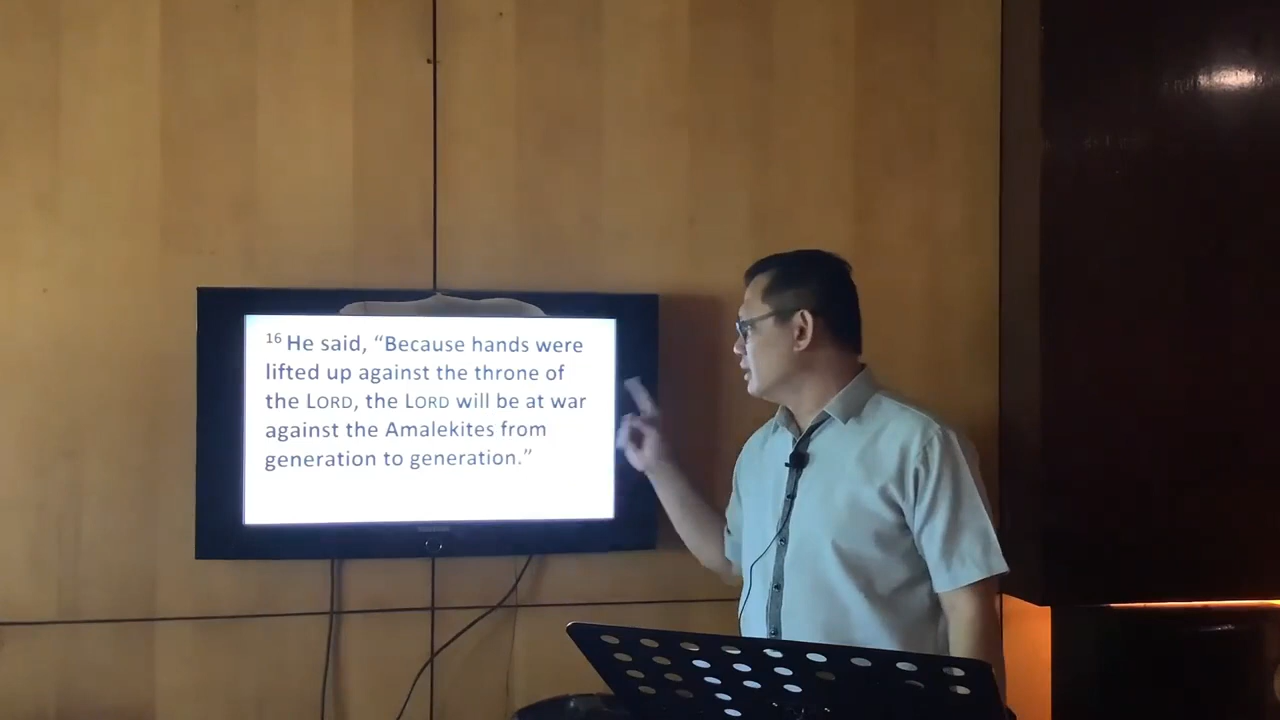 16 He said, “Because hands were
lifted up against the throne of
the LORD, the LORD will be at war
against the Amalekites from
generation to generation.”